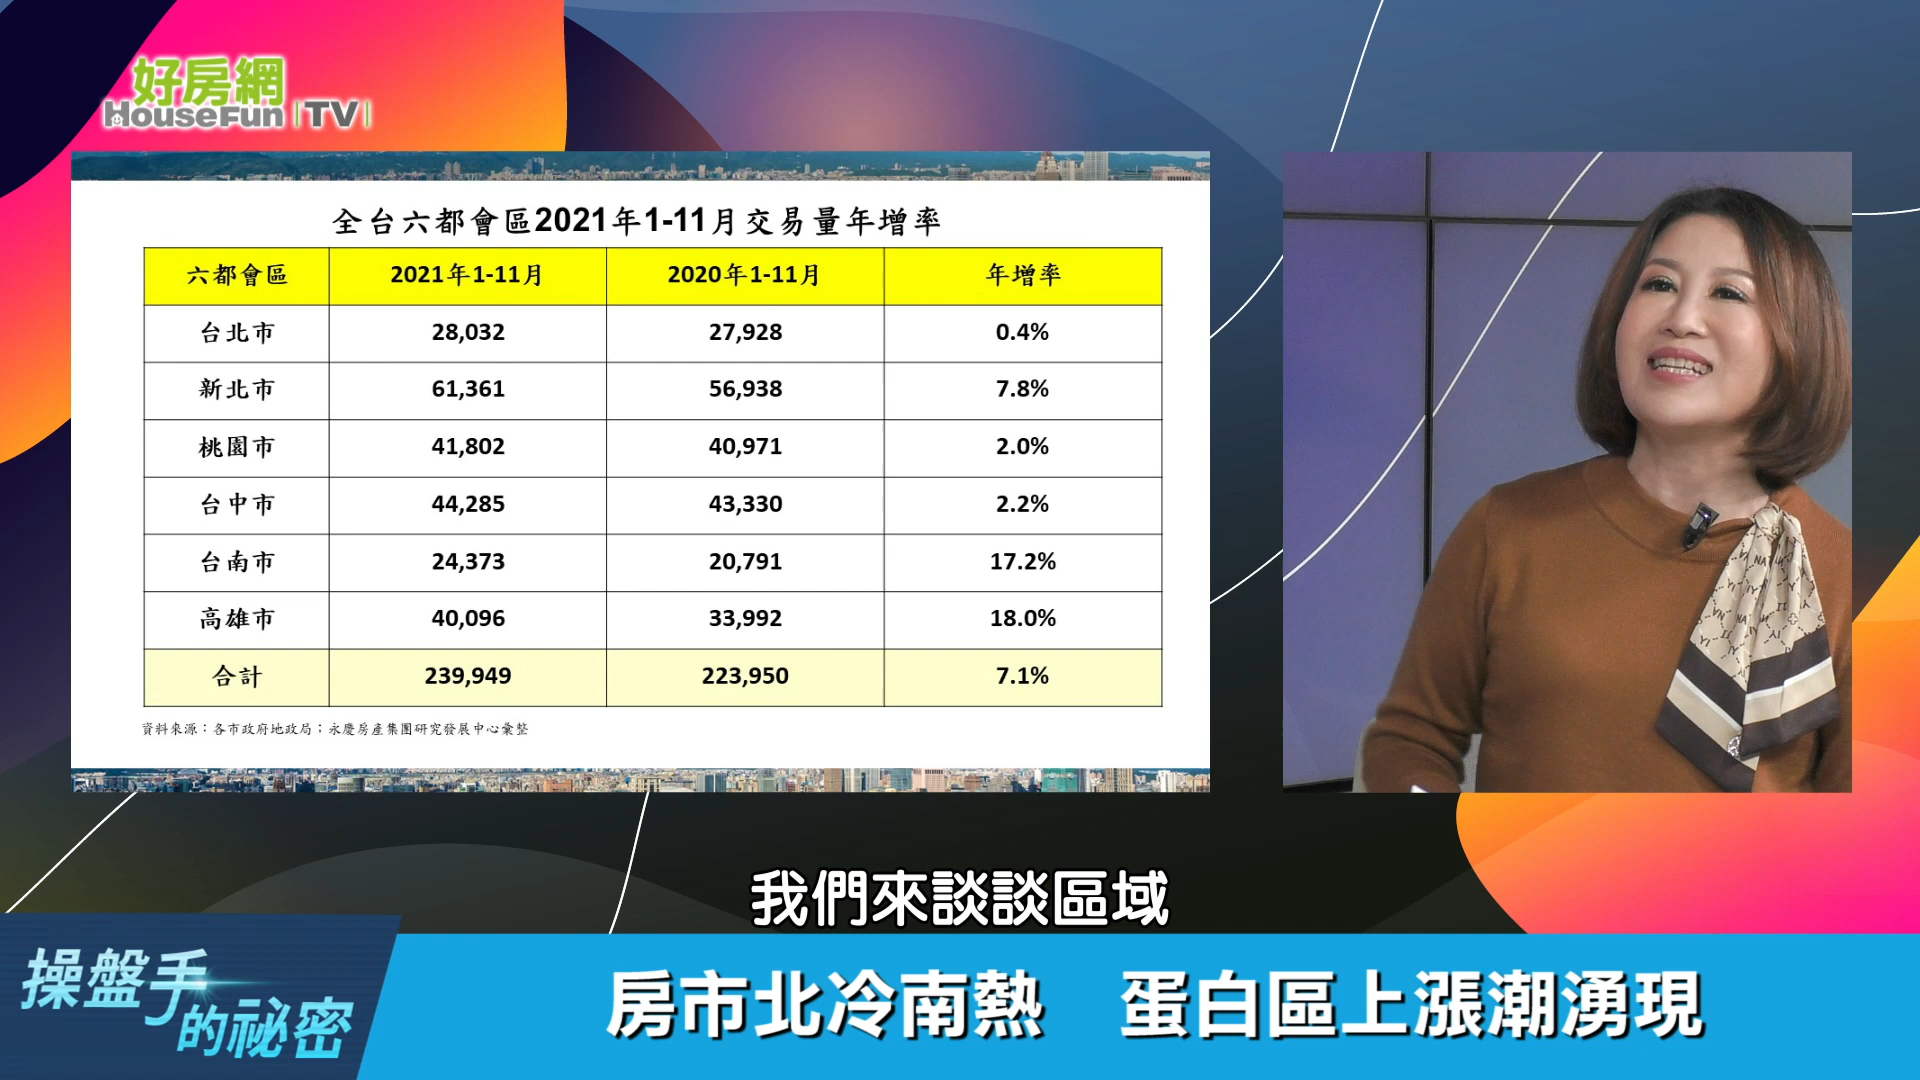 好房網
HouseFun TV
全台六都會區2021年1-11月交易量年增率
六都會區 2021年1-11月 2020年1-11月 年增率
台北市 28,032 27,928 0.4%
新北市 61,361 56,938 7.8%
桃園市 41,802 40,971 2.0%
台中市 44,285 43,330 2.2%
台南市 24,373 20,791 17.2%
高雄市 40,096 33,992 18.0%
合計 239,949 223,950 7.1%
資料來源：各市政府地政局；永慶房產集團研究發展中心彙整
我們來談談區域
操盤手
的祕密
房市北冷南熱 蛋白區上漲潮湧現